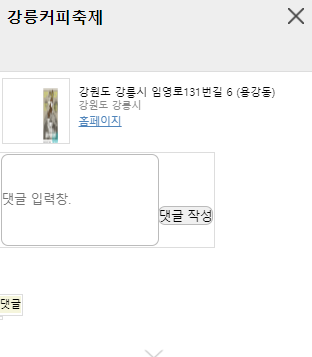 강릉커피축제
강원도 강릉시 임영로131번길 6 (용강동)
강원도 강릉시
홈페이지
댓글 입력창.
댓글 작성
댓글